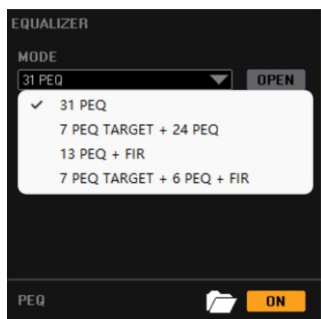 EQUALIZER
MODE
31 PEQ
OPEN
31 PEQ
7 PEQ TARGET + 24 PEQ
13 PEQ + FIR
7 PEQ TARGET + 6 PEQ + FIR
PEQ
ON